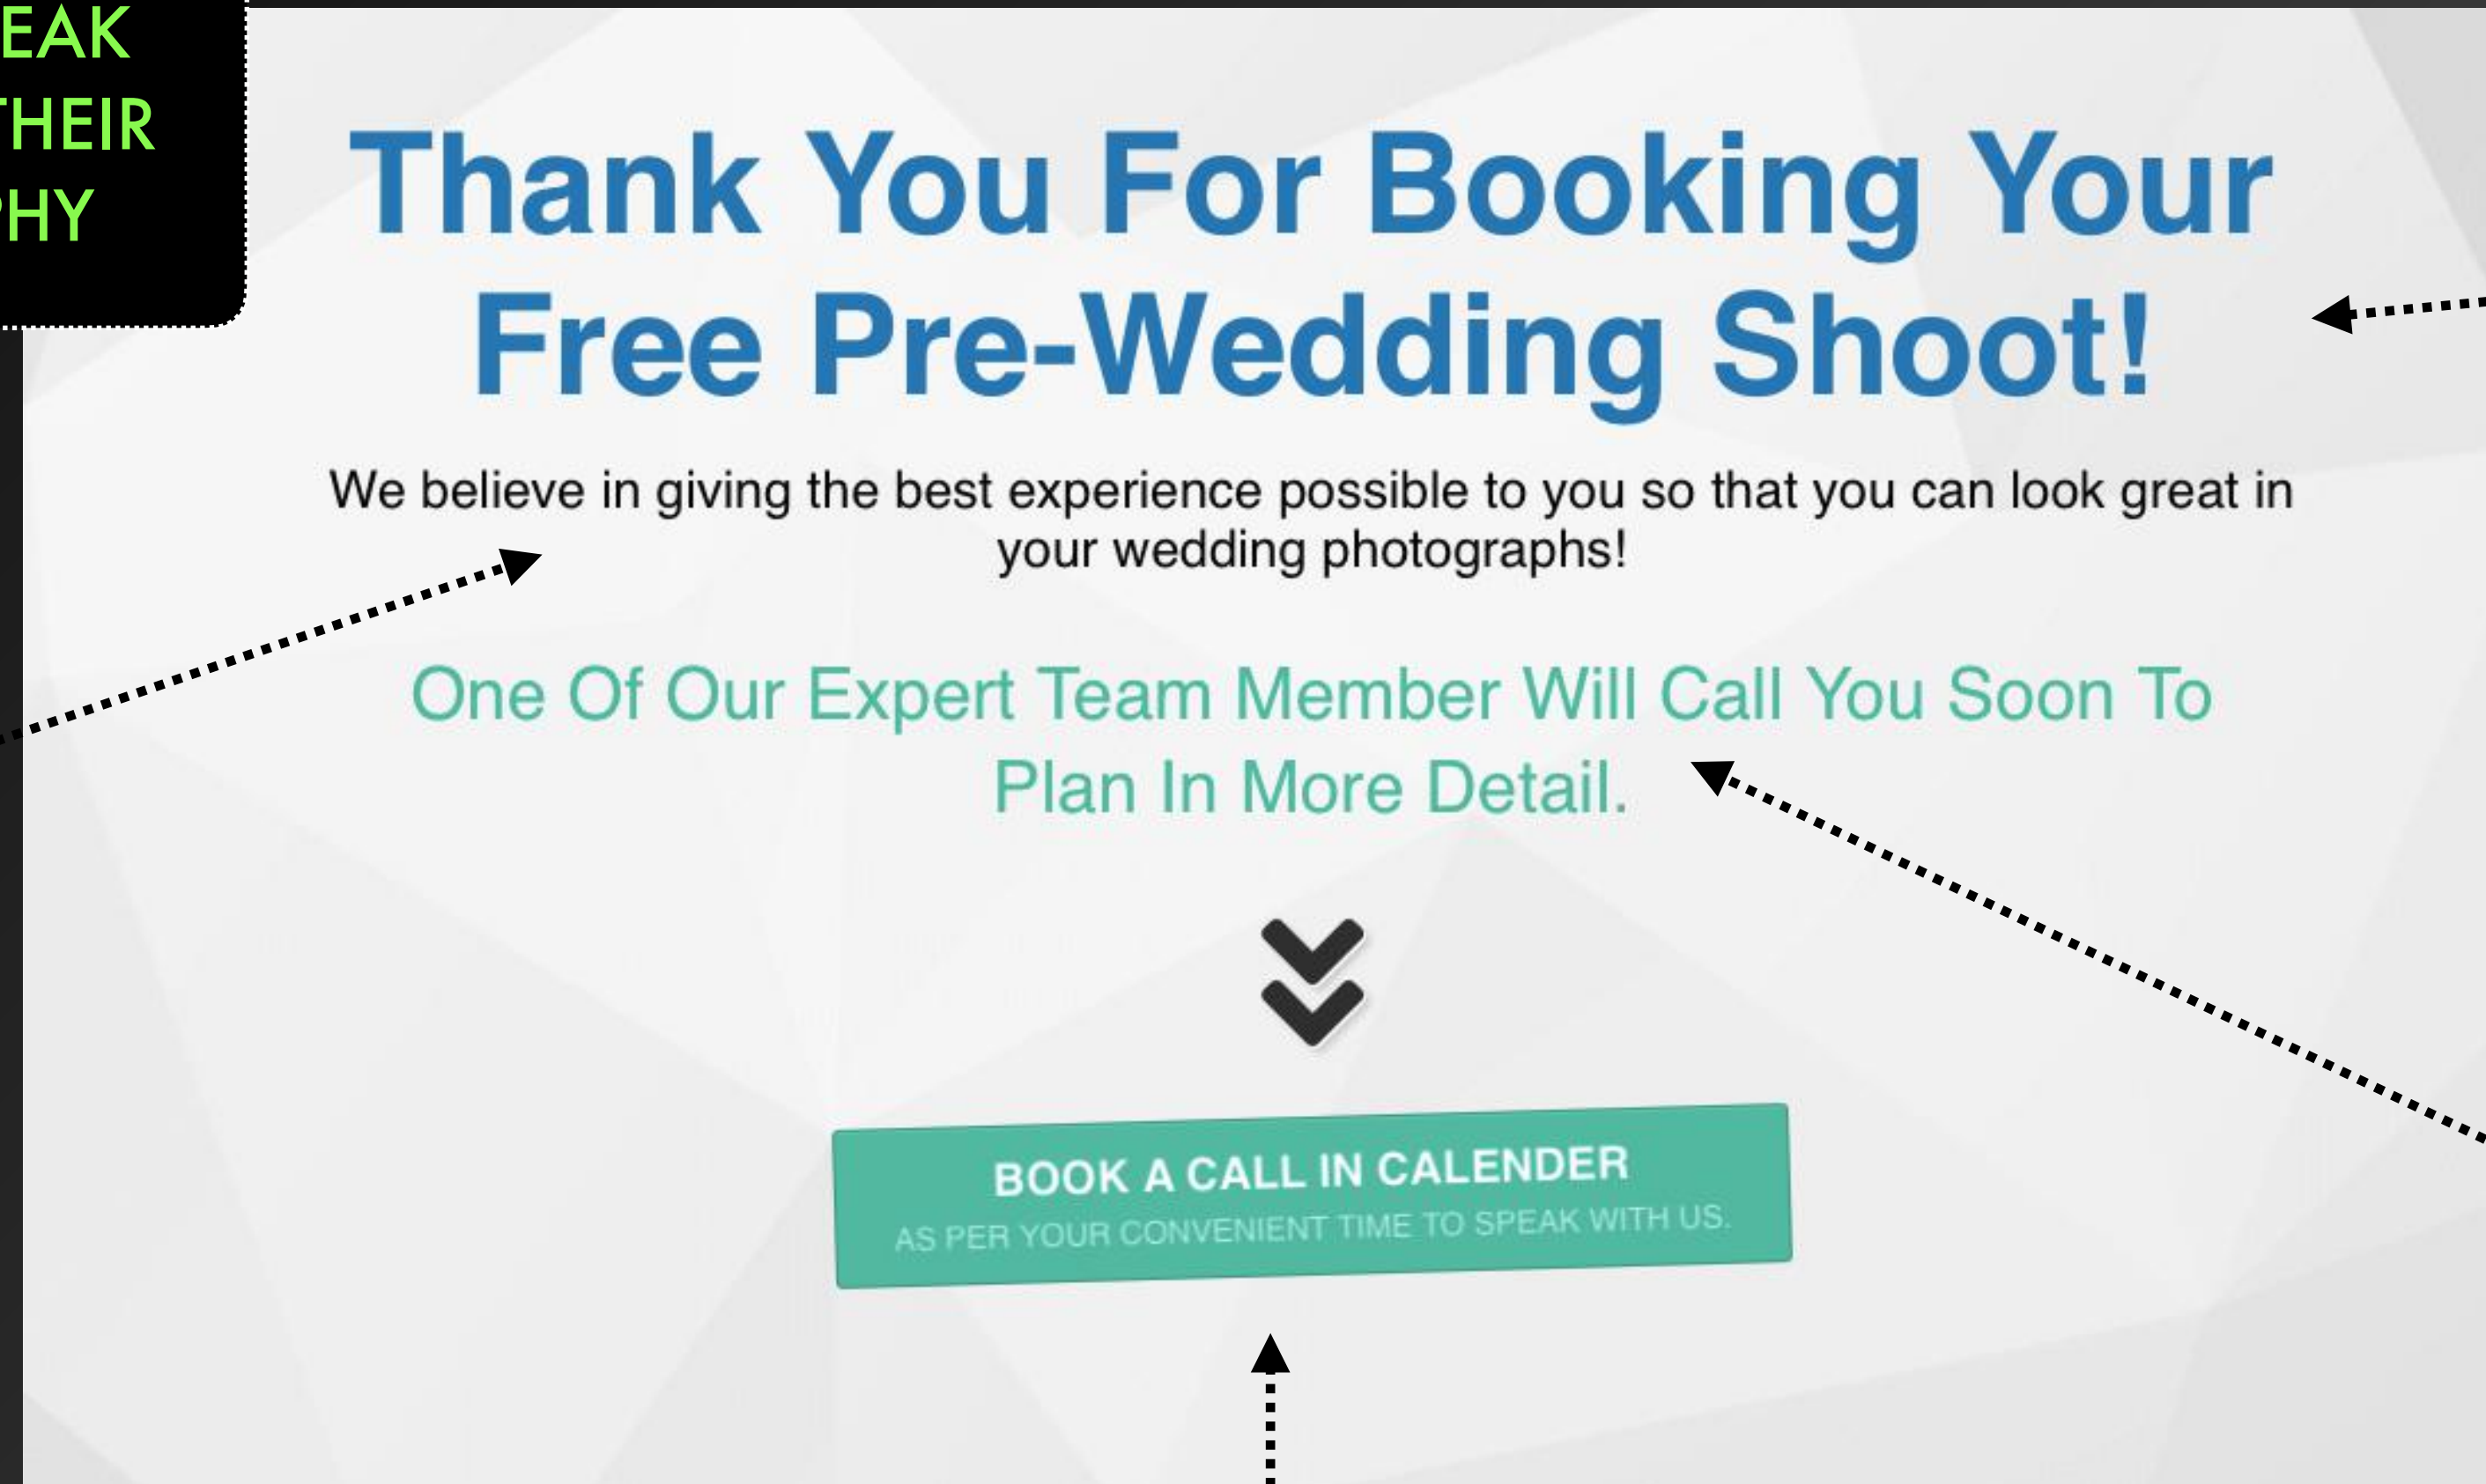 EAK
THEIR
PHY
Thank You For Booking Your
Free Pre-Wedding Shoot!
We believe in giving the best experience possible to you so that you can look great in
your wedding photographs!
One Of Our Expert Team Member Will Call You Soon To
Plan In More Detail.
BOOK A CALL IN CALENDER
AS PER YOUR CONVENIENT TIME TO SPEAK WITH US.